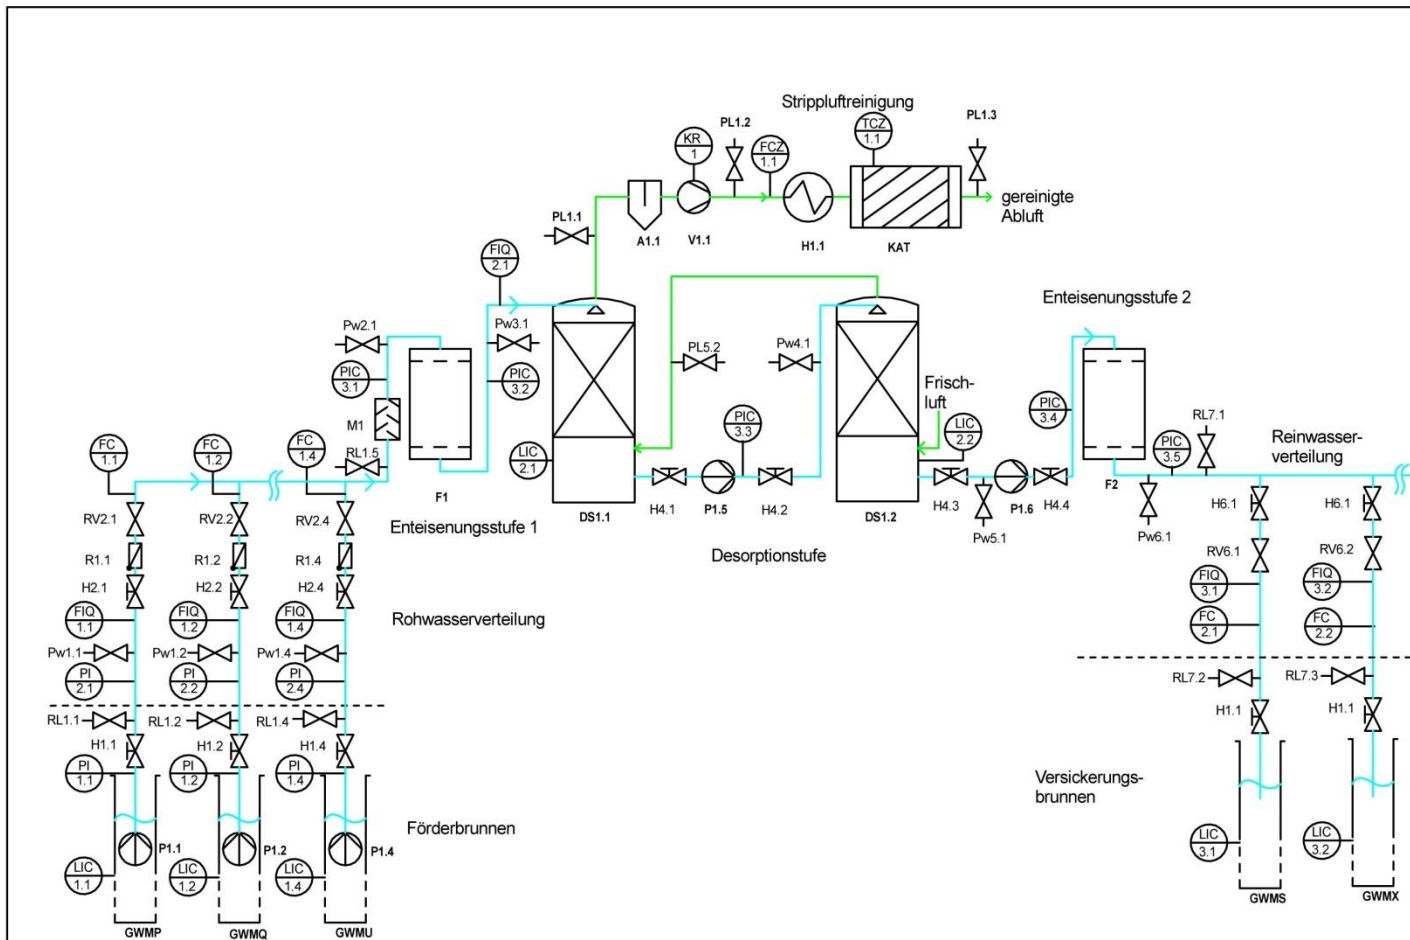 Strippluftreinigung
PL1.2
PL1.3
KR
1
FCZ
1.1
TCZ
1.1
PL1.1
A1.1
V1.1
H1.1
KAT
gereinigte
Abluft
FIQ
2.1
Enteisenungsstufe 2
Pw2.1
Pw3.1
PL5.2
Pw4.1
PIC
3.1
PIC
3.2
PIC
3.4
Frisch-
luft
M1
RL1.5
FC
1.1
FC
1.2
FC
1.4
LIC
2.1
PIC
3.3
LIC
2.2
RL7.1
PIC
3.5
Reinwasser-
verteilung
F1
DS1.1
H4.1
P1.5
H4.2
DS1.2
H4.3
P1.6
H4.4
F2
H6.1
H6.1
RV2.1
RV2.2
RV2.4
Enteisenungsstufe 1
Pw5.1
Pw6.1
Desorptionstufe
R1.1
R1.2
R1.4
RV6.1
RV6.2
H2.1
H2.2
H2.4
FIQ
3.1
FIQ
3.2
FIQ
1.1
FIQ
1.2
FIQ
1.4
Rohwasserverteilung
FC
2.1
FC
2.2
Pw1.1
Pw1.2
Pw1.4
PI
2.1
PI
2.2
PI
2.4
RL7.2
RL7.3
RL1.1
RL1.2
RL1.4
H1.1
H1.1
H1.1
H1.2
H1.4
PI
1.1
PI
1.2
PI
1.4
Versickerungs-
brunnen
Förderbrunnen
P1.1
P1.2
P1.4
LIC
3.1
LIC
3.2
LIC
1.1
LIC
1.2
LIC
1.4
GWMP
GWMQ
GWMU
GWMS
GWMX